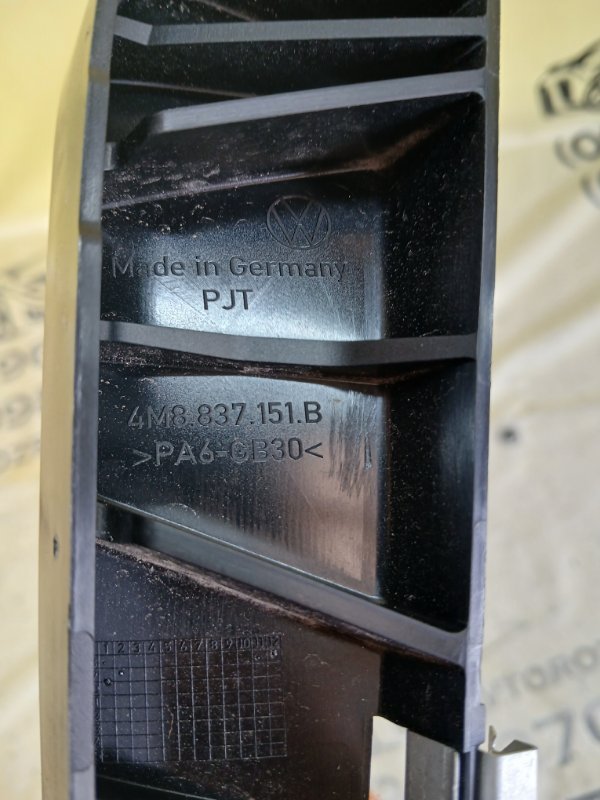 Made in Germany
PJT
4M8.837.151.B
>PA6-GB30<
1 2 3 4 5 6 7 8 9 10 11 12